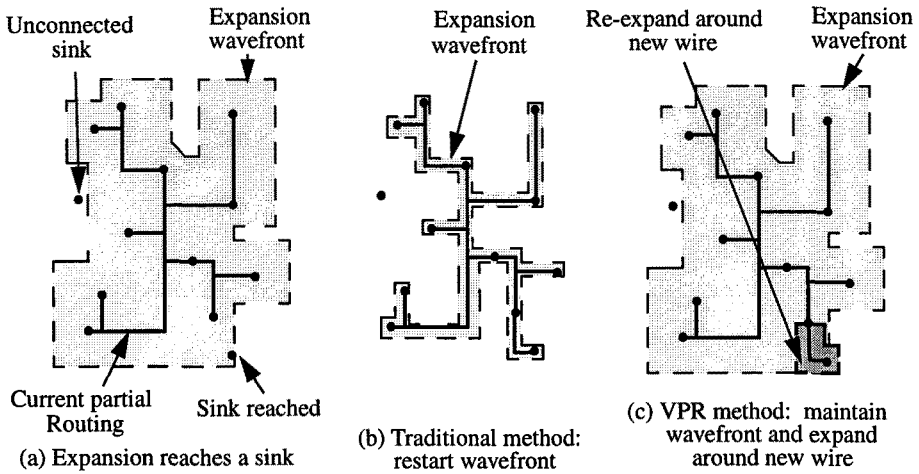 Unconnected
sink
Expansion
wavefront
Current partial
Routing
Sink reached
(a) Expansion reaches a sink
Expansion
wavefront
(b) Traditional method:
restart wavefront
Re-expand around
new wire
Expansion
wavefront
(c) VPR method: maintain
wavefront and expand
around new wire